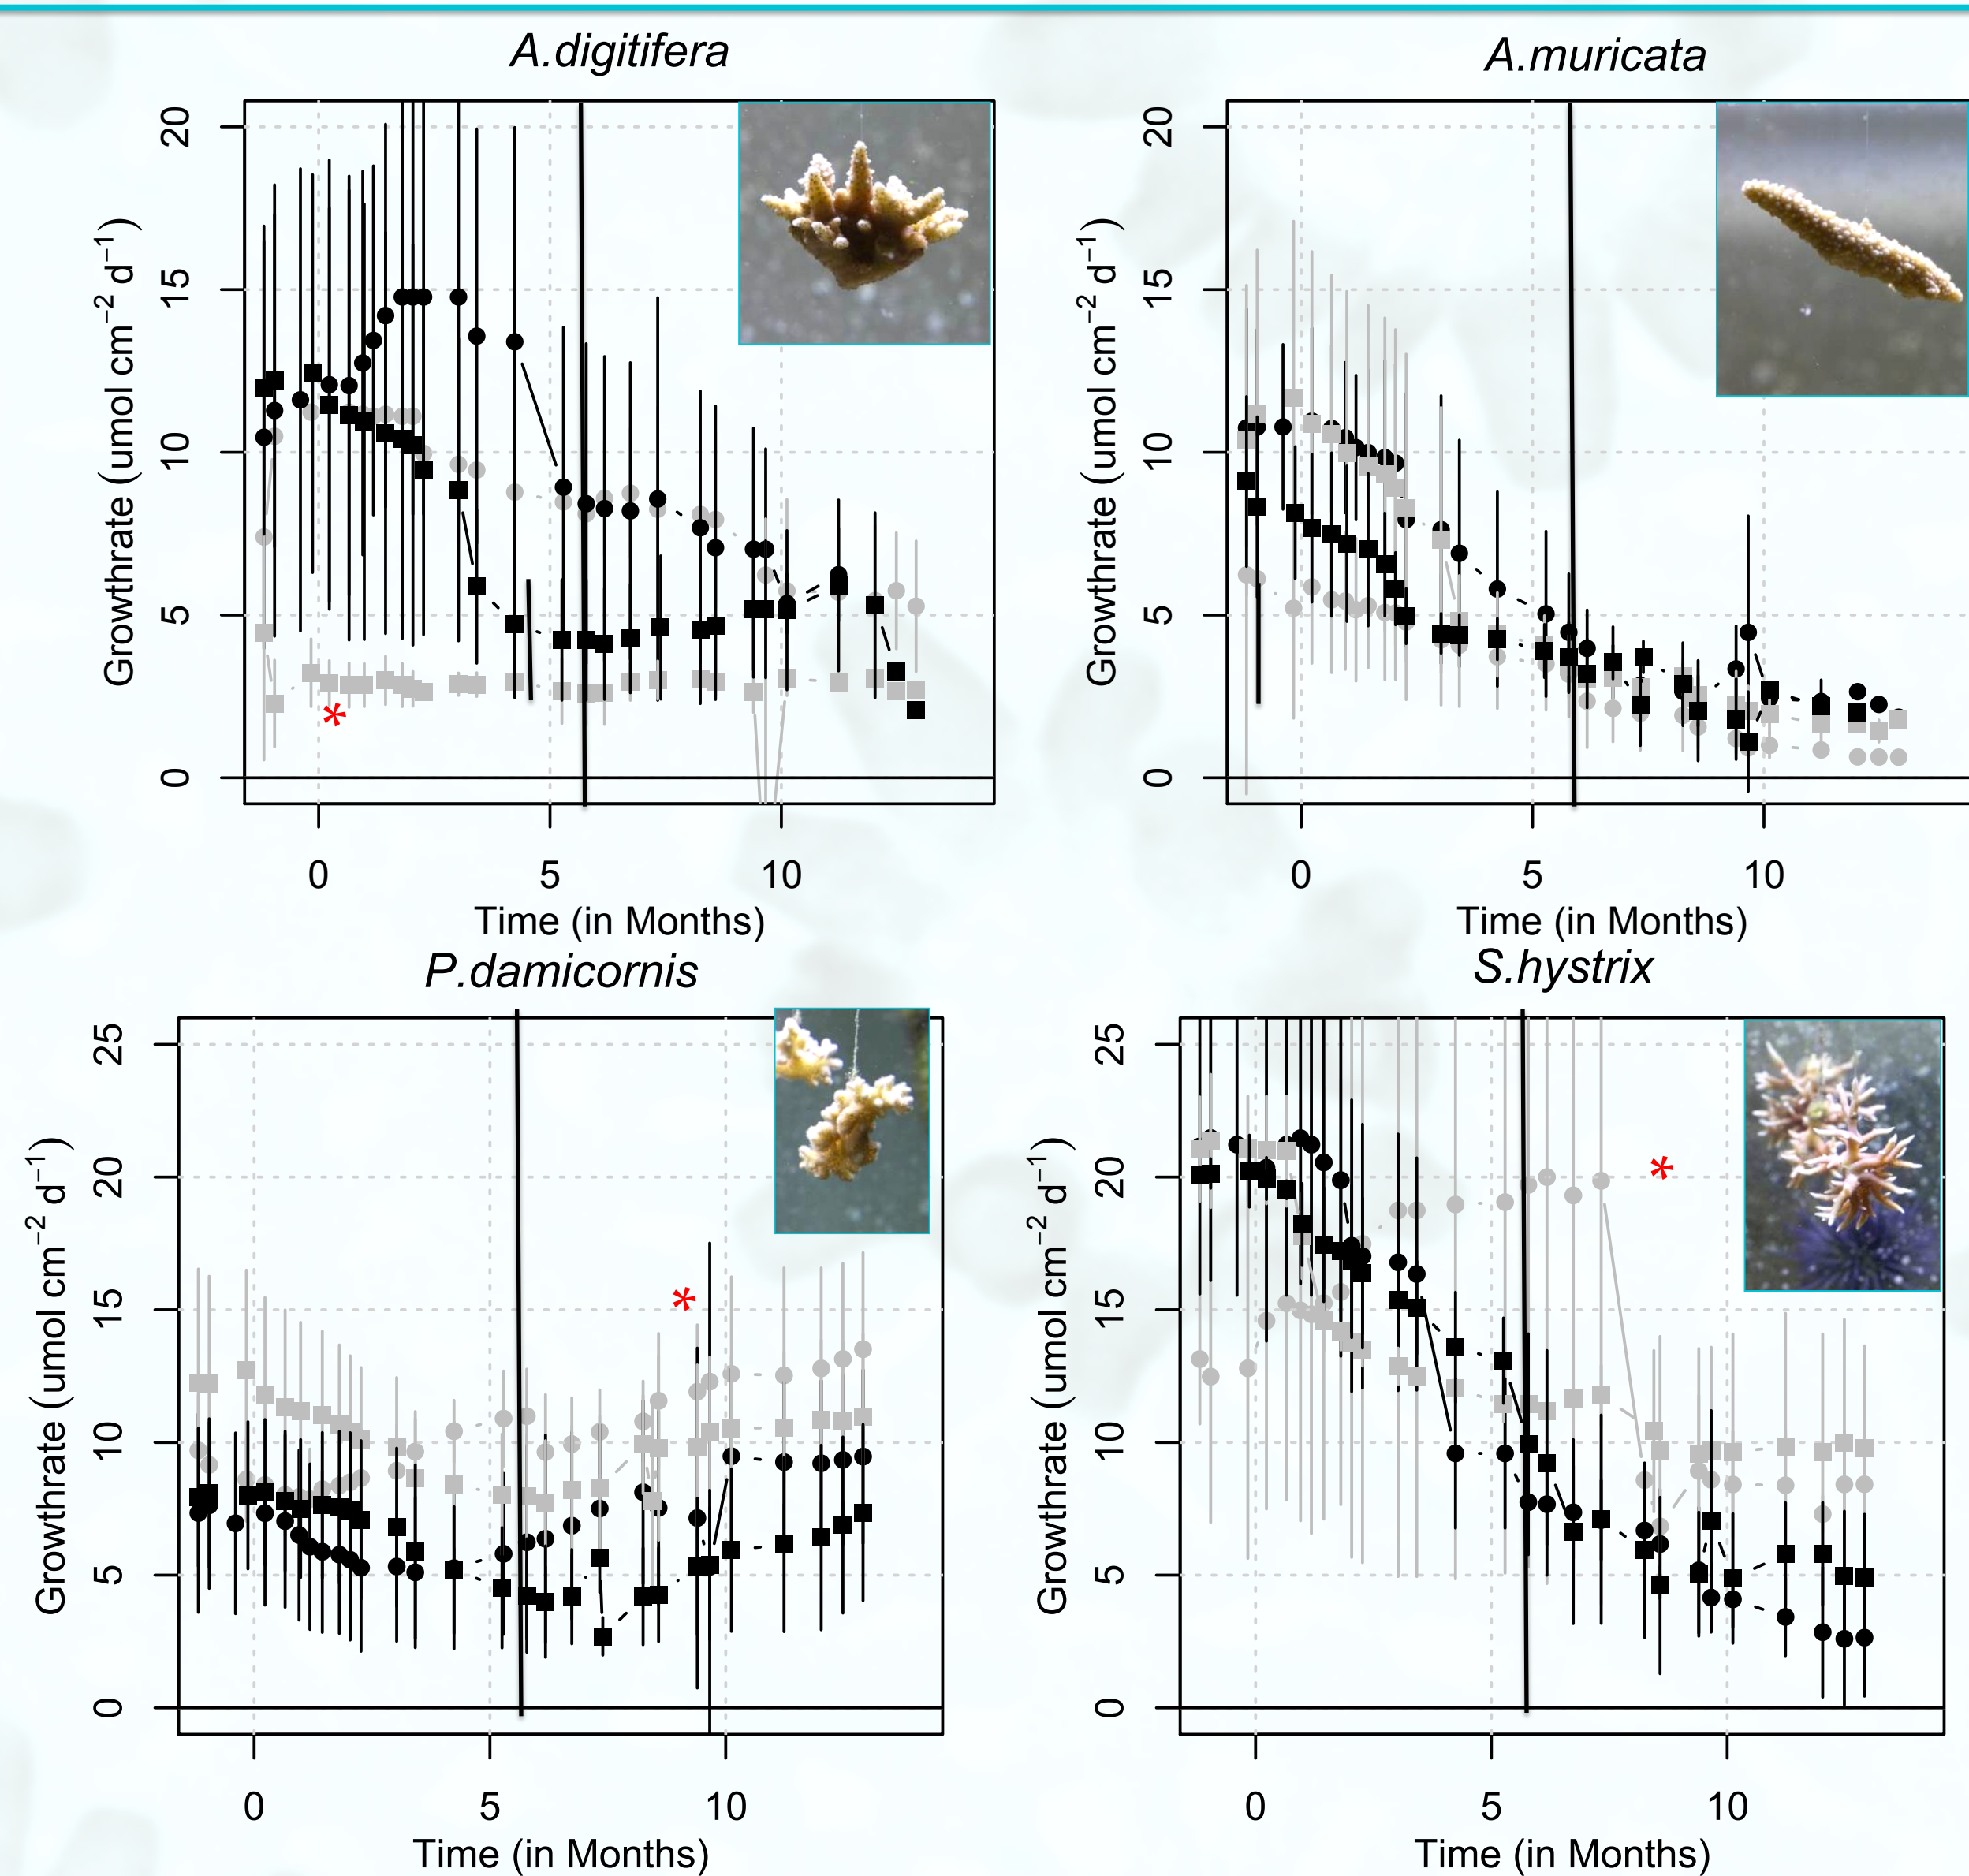 A.digitifera
20
15
10
5
0
Growthrate (umol cm−2 d−1)
*
0 5 10
Time (in Months)
A.muricata
20
15
10
5
0
Growthrate (umol cm−2 d−1)
0 5 10
Time (in Months)
P.damicornis
25
20
15
10
5
0
Growthrate (umol cm−2 d−1)
*
0 5 10
Time (in Months)
S.hystrix
25
20
15
10
5
0
Growthrate (umol cm−2 d−1)
*
0 5 10
Time (in Months)